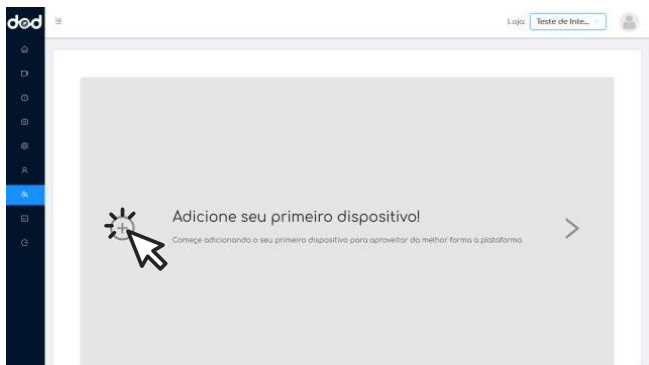 dod
Loja: Teste de Inte...
Adicione seu primeiro dispositivo!
Começe adicionando o seu primeiro dispositivo para aproveitar da melhor forma a plataforma